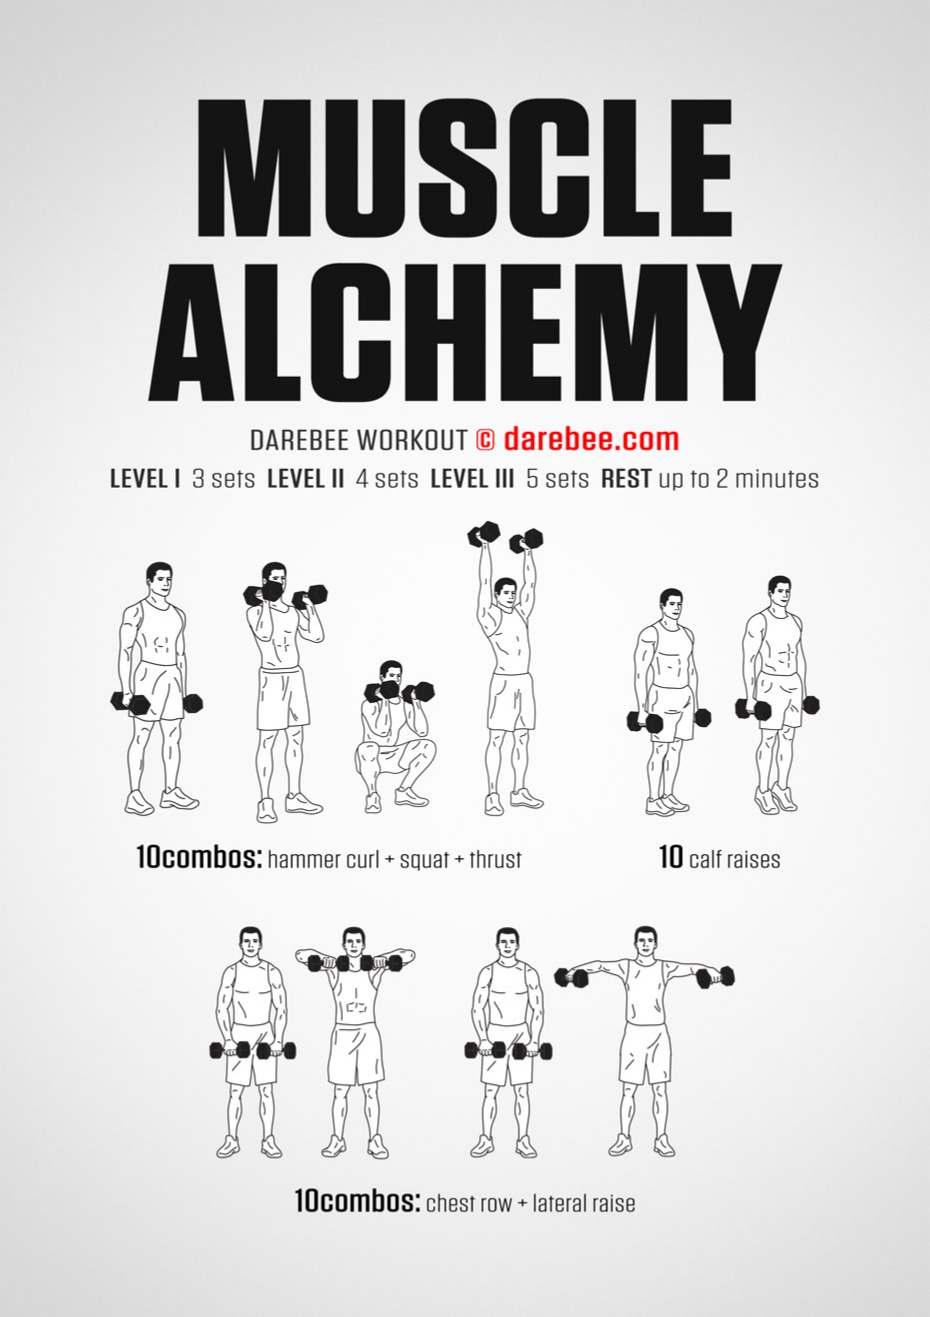 MUSCLE
ALCHEMY
DAREBEE WORKOUT © darebee.com
LEVEL I 3 sets LEVEL II 4 sets LEVEL III 5 sets REST up to 2 minutes
10combos: hammer curl + squat + thrust
10 calf raises
10combos: chest row + lateral raise